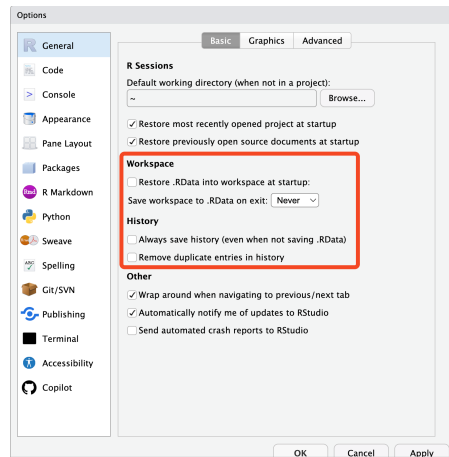 Options
General
Code
Console
Appearance
Pane Layout
Packages
Rmd R Markdown
Python
Sweave
ABC Spelling
Git/SVN
Publishing
Terminal
Accessibility
Copilot
Basic Graphics Advanced
R Sessions
Default working directory (when not in a project):
~ Browse...
Restore most recently opened project at startup
Restore previously open source documents at startup
Workspace
Restore .RData into workspace at startup:
Save workspace to .RData on exit: Never
History
Always save history (even when not saving .RData)
Remove duplicate entries in history
Other
Wrap around when navigating to previous/next tab
Automatically notify me of updates to RStudio
Send automated crash reports to RStudio
OK Cancel Apply